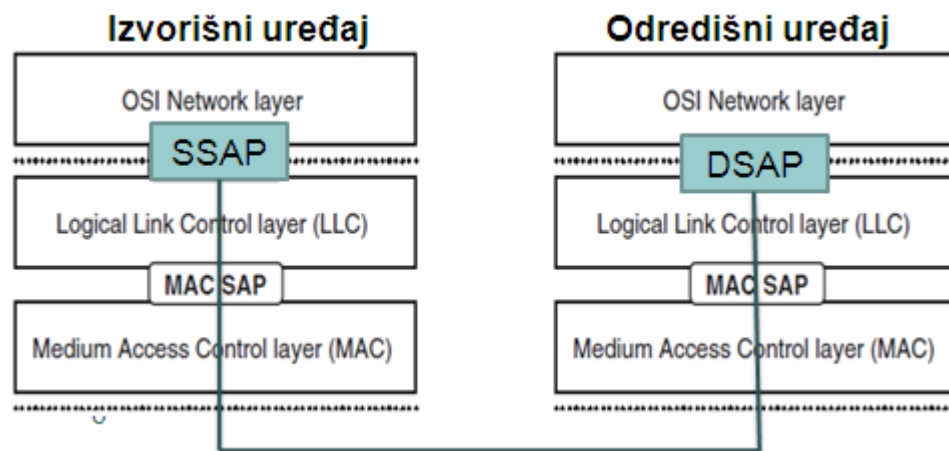 Izvorišni uređaj
OSI Network layer
SSAP
Logical Link Control layer (LLC)
MAC SAP
Medium Access Control layer (MAC)
Odredišni uređaj
OSI Network layer
DSAP
Logical Link Control layer (LLC)
MAC SAP
Medium Access Control layer (MAC)